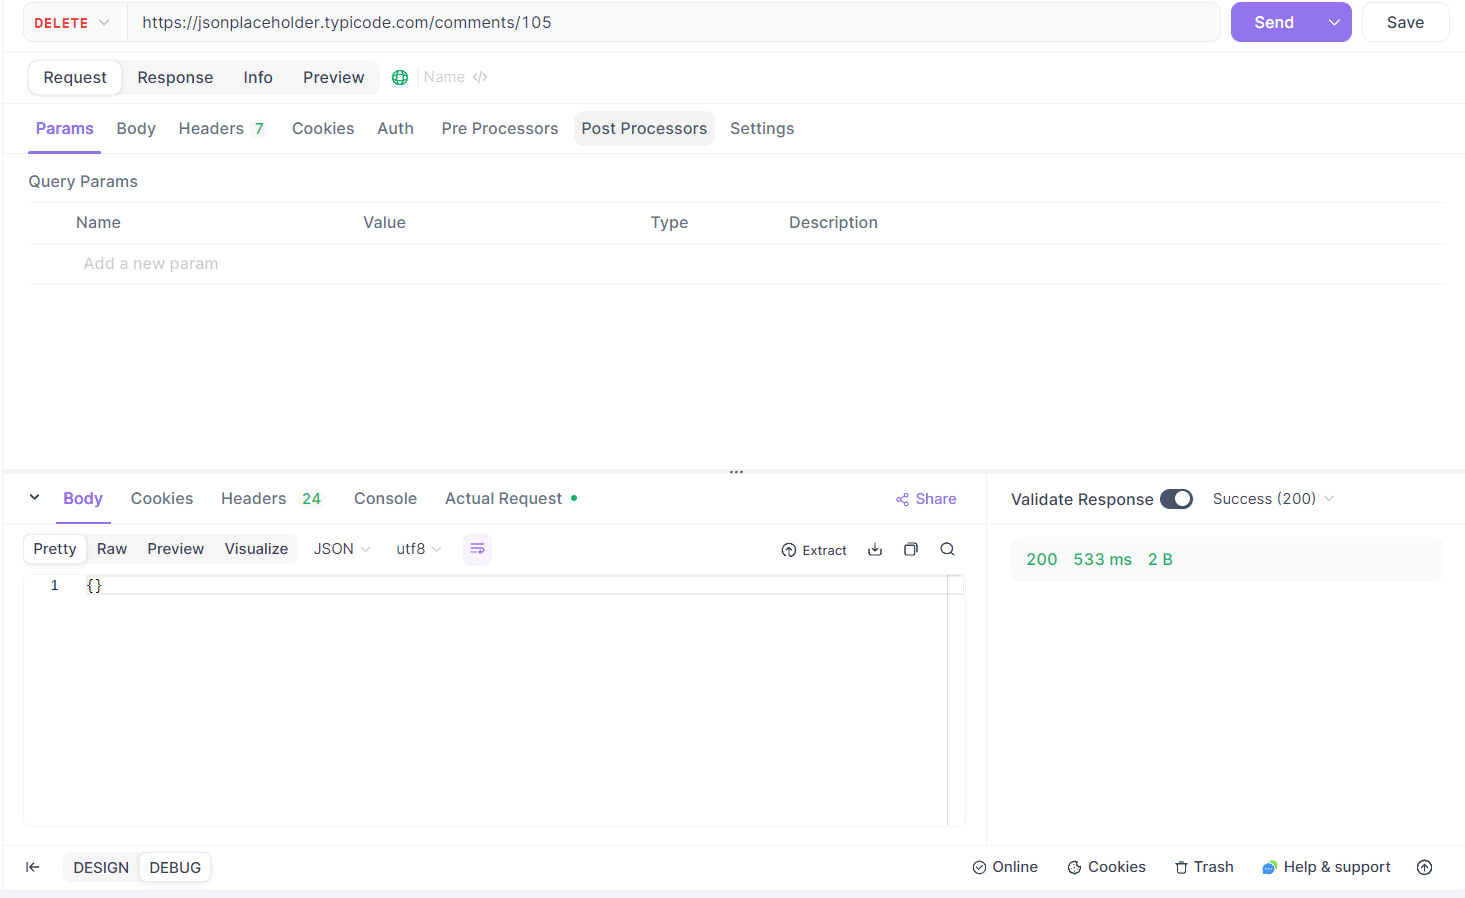 DELETE https://jsonplaceholder.typicode.com/comments/105 Send Save
Request Response Info Preview Name </>
Params Body Headers 7 Cookies Auth Pre Processors Post Processors Settings
Query Params
Name Value Type Description
Add a new param
Body Cookies Headers 24 Console Actual Request Share Validate Response Success (200)
Pretty Raw Preview Visualize JSON utf8 Extract
200 533 ms 2 B
1 {}
DESIGN DEBUG Online Cookies Trash Help & support